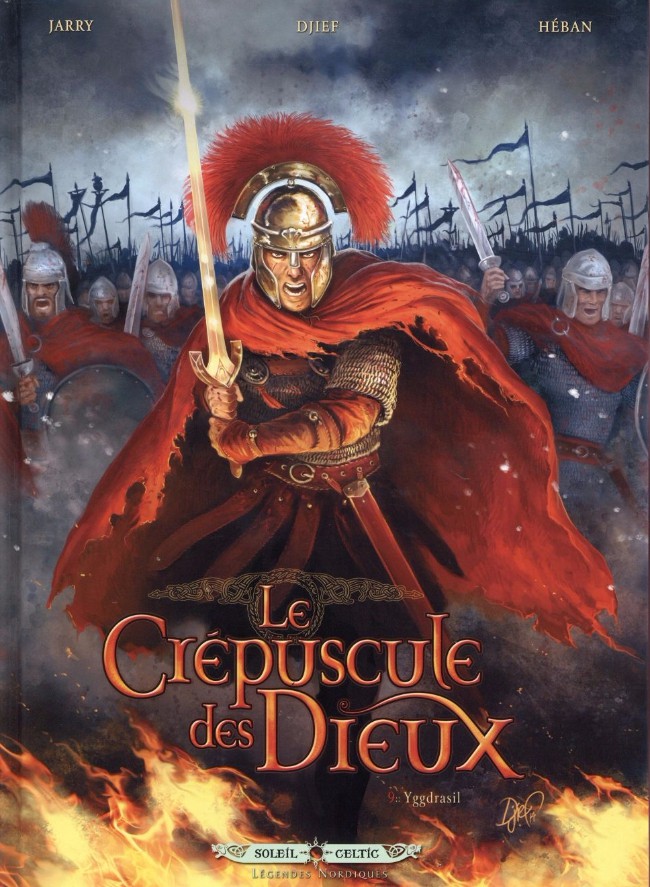 JARRY DJIEF HÉBAN
Le
Crépuscule
des Dieux
9: Yggdrasil
Djief
SOLEIL CELTIC
Légendes Nordiques